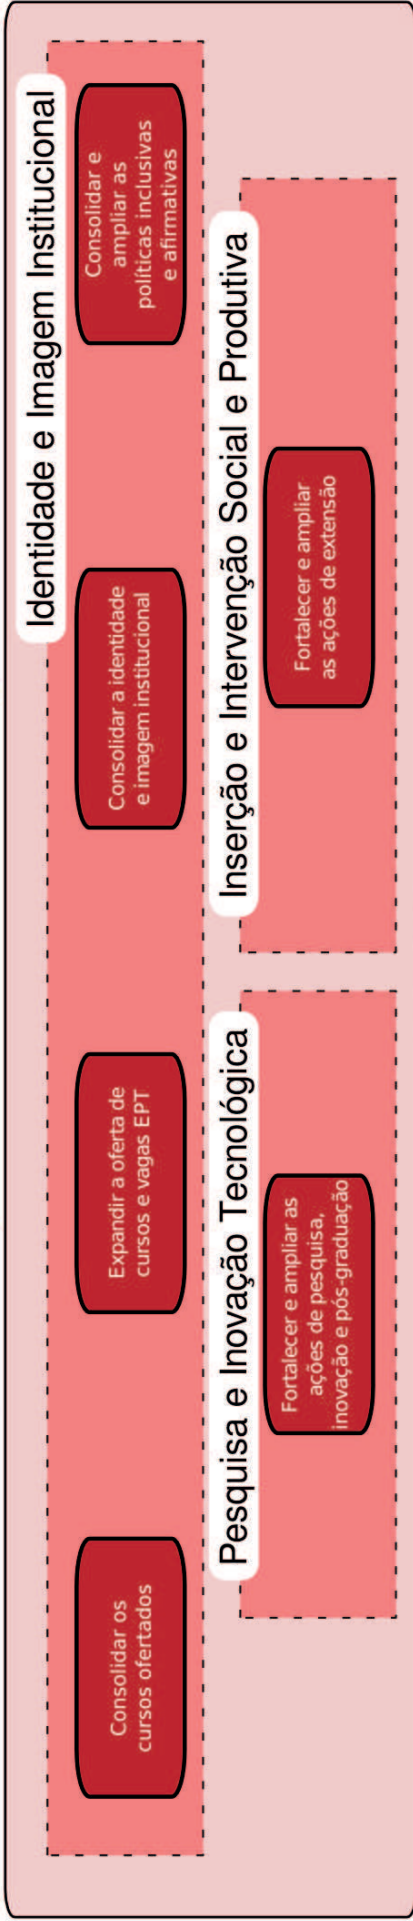 Identidade e Imagem Institucional
Consolidar os
cursos ofertados
Expandir a oferta de
cursos e vagas EPT
Consolidar a identidade
e imagem institucional
Consolidar e
ampliar as
políticas inclusivas
e afirmativas
Pesquisa e Inovação Tecnológica
Fortalecer e ampliar as
ações de pesquisa,
inovação e pós-graduação
Inserção e Intervenção Social e Produtiva
Fortalecer e ampliar
as ações de extensão